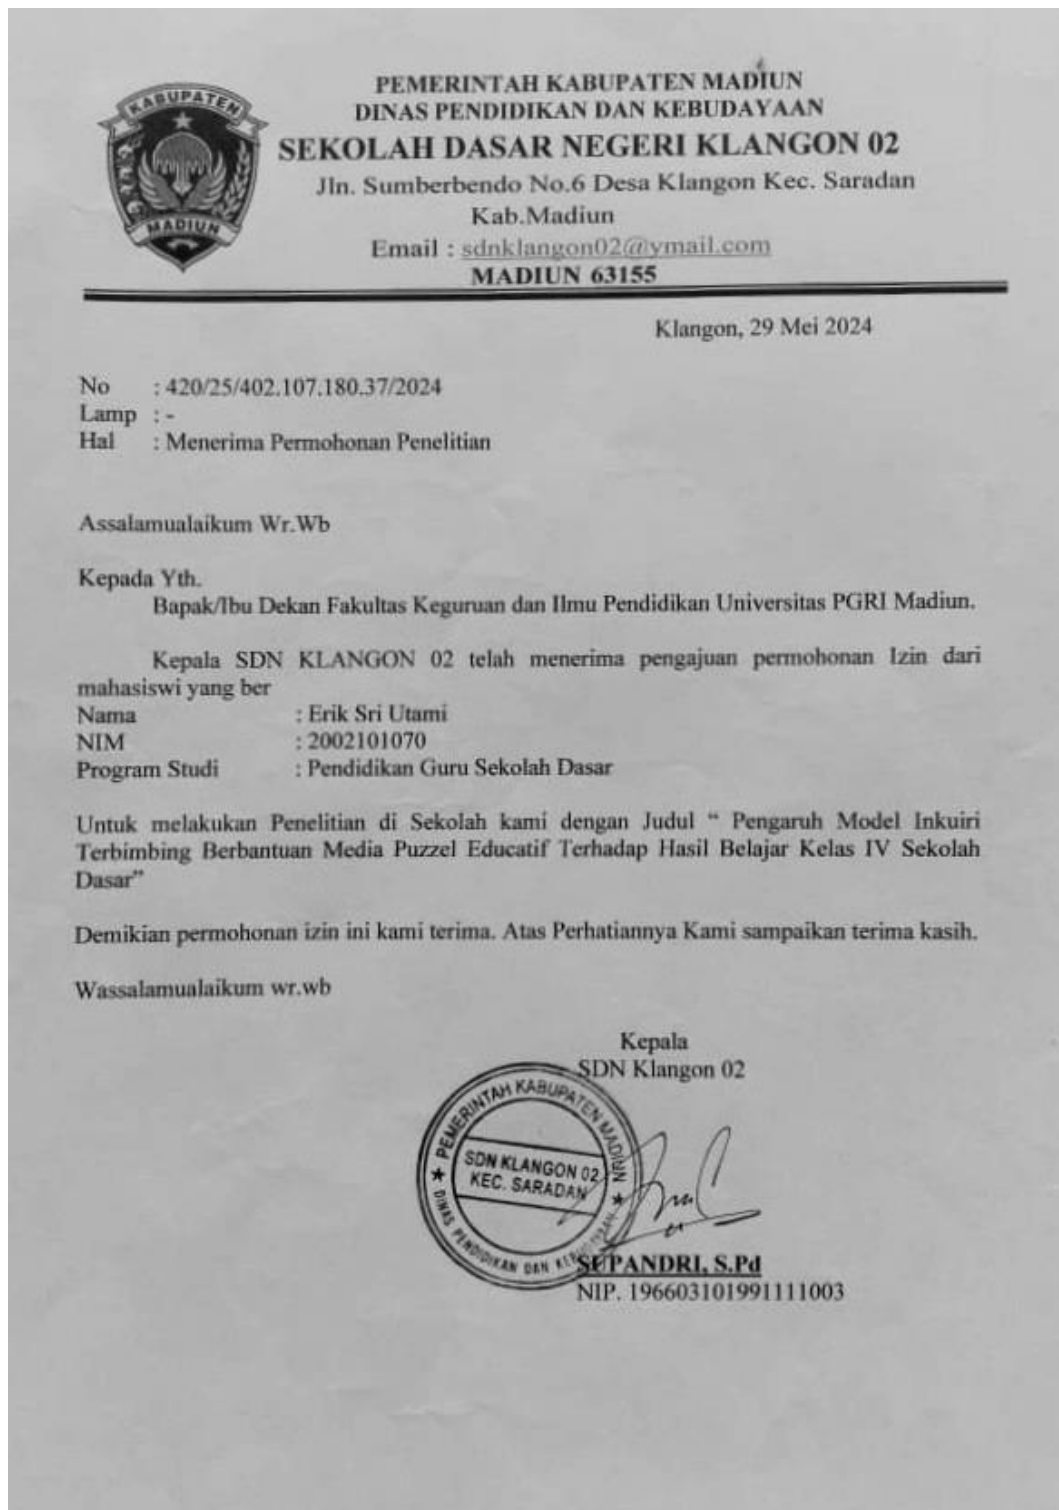 KABUPATEN
MADIUN
PEMERINTAH KABUPATEN MADIUN
DINAS PENDIDIKAN DAN KEBUDAYAAN
SEKOLAH DASAR NEGERI KLANGON 02
Jln. Sumberbendo No.6 Desa Klangon Kec. Saradan
Kab.Madiun
Email : sdnklangon02@ymail.com
MADIUN 63155
Klangon, 29 Mei 2024
No : 420/25/402.107.180.37/2024
Lamp : -
Hal : Menerima Permohonan Penelitian
Assalamualaikum Wr.Wb
Kepada Yth.
Bapak/Ibu Dekan Fakultas Keguruan dan Ilmu Pendidikan Universitas PGRI Madiun.
Kepala SDN KLANGON 02 telah menerima pengajuan permohonan Izin dari
mahasiswi yang ber
Nama : Erik Sri Utami
NIM : 2002101070
Program Studi : Pendidikan Guru Sekolah Dasar
Untuk melakukan Penelitian di Sekolah kami dengan Judul “ Pengaruh Model Inkuiri
Terbimbing Berbantuan Media Puzzel Educatif Terhadap Hasil Belajar Kelas IV Sekolah
Dasar”
Demikian permohonan izin ini kami terima. Atas Perhatiannya Kami sampaikan terima kasih.
Wassalamualaikum wr.wb
Kepala
SDN Klangon 02
PEMERINTAH KABUPATEN MADIUN
SDN KLANGON 02
KEC. SARADAN
DINAS PENDIDIKAN DAN
SUPANDRI, S.Pd
NIP. 196603101991111003